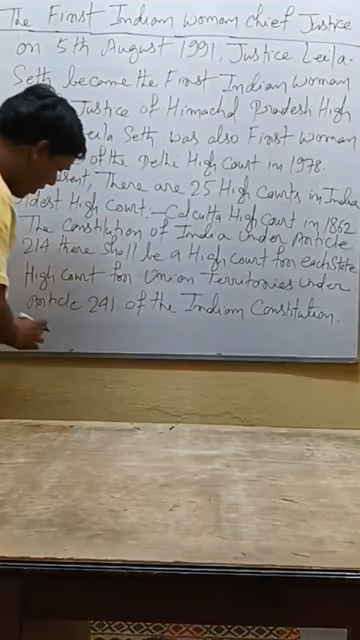 The First Indian woman Chief Justice
on 5th August 1991, Justice Leila
Seth became the First Indian woman
Justice of Himachal Pradesh High
Seth was also First woman
of the Delhi High Court in 1978.
There are 25 High Courts in India
High Court - Calcutta High Court in 1862
The Constitution of India under Article
214 there shall be a High Court for each State
High Court for Union Territories under
Article 241 of the Indian Constitution.